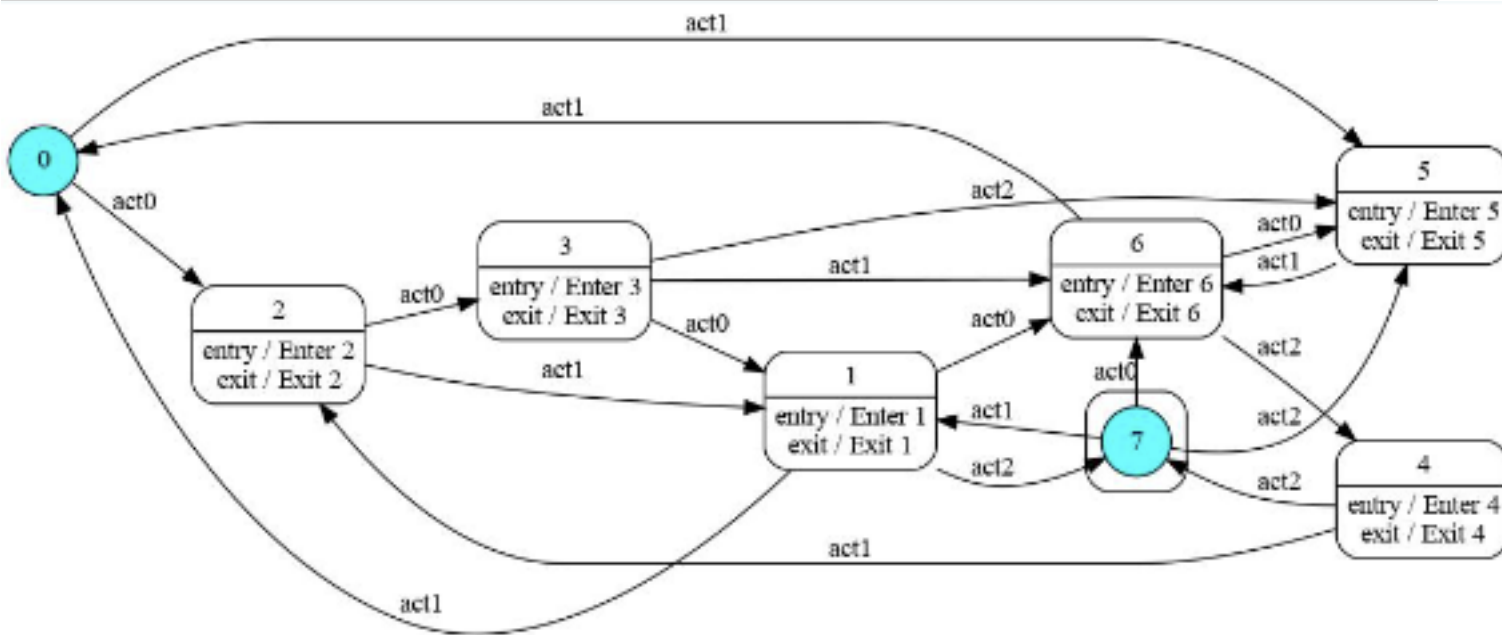 act1
act1
0
act0
act2
5
entry / Enter 5
exit / Exit 5
act0
act1
3
entry / Enter 3
exit / Exit 3
act1
6
entry / Enter 6
exit / Exit 6
act0
act0
act0
2
entry / Enter 2
exit / Exit 2
act1
1
entry / Enter 1
exit / Exit 1
act2
act0
act1
7
act2
act2
act2
4
entry / Enter 4
exit / Exit 4
act1
act1